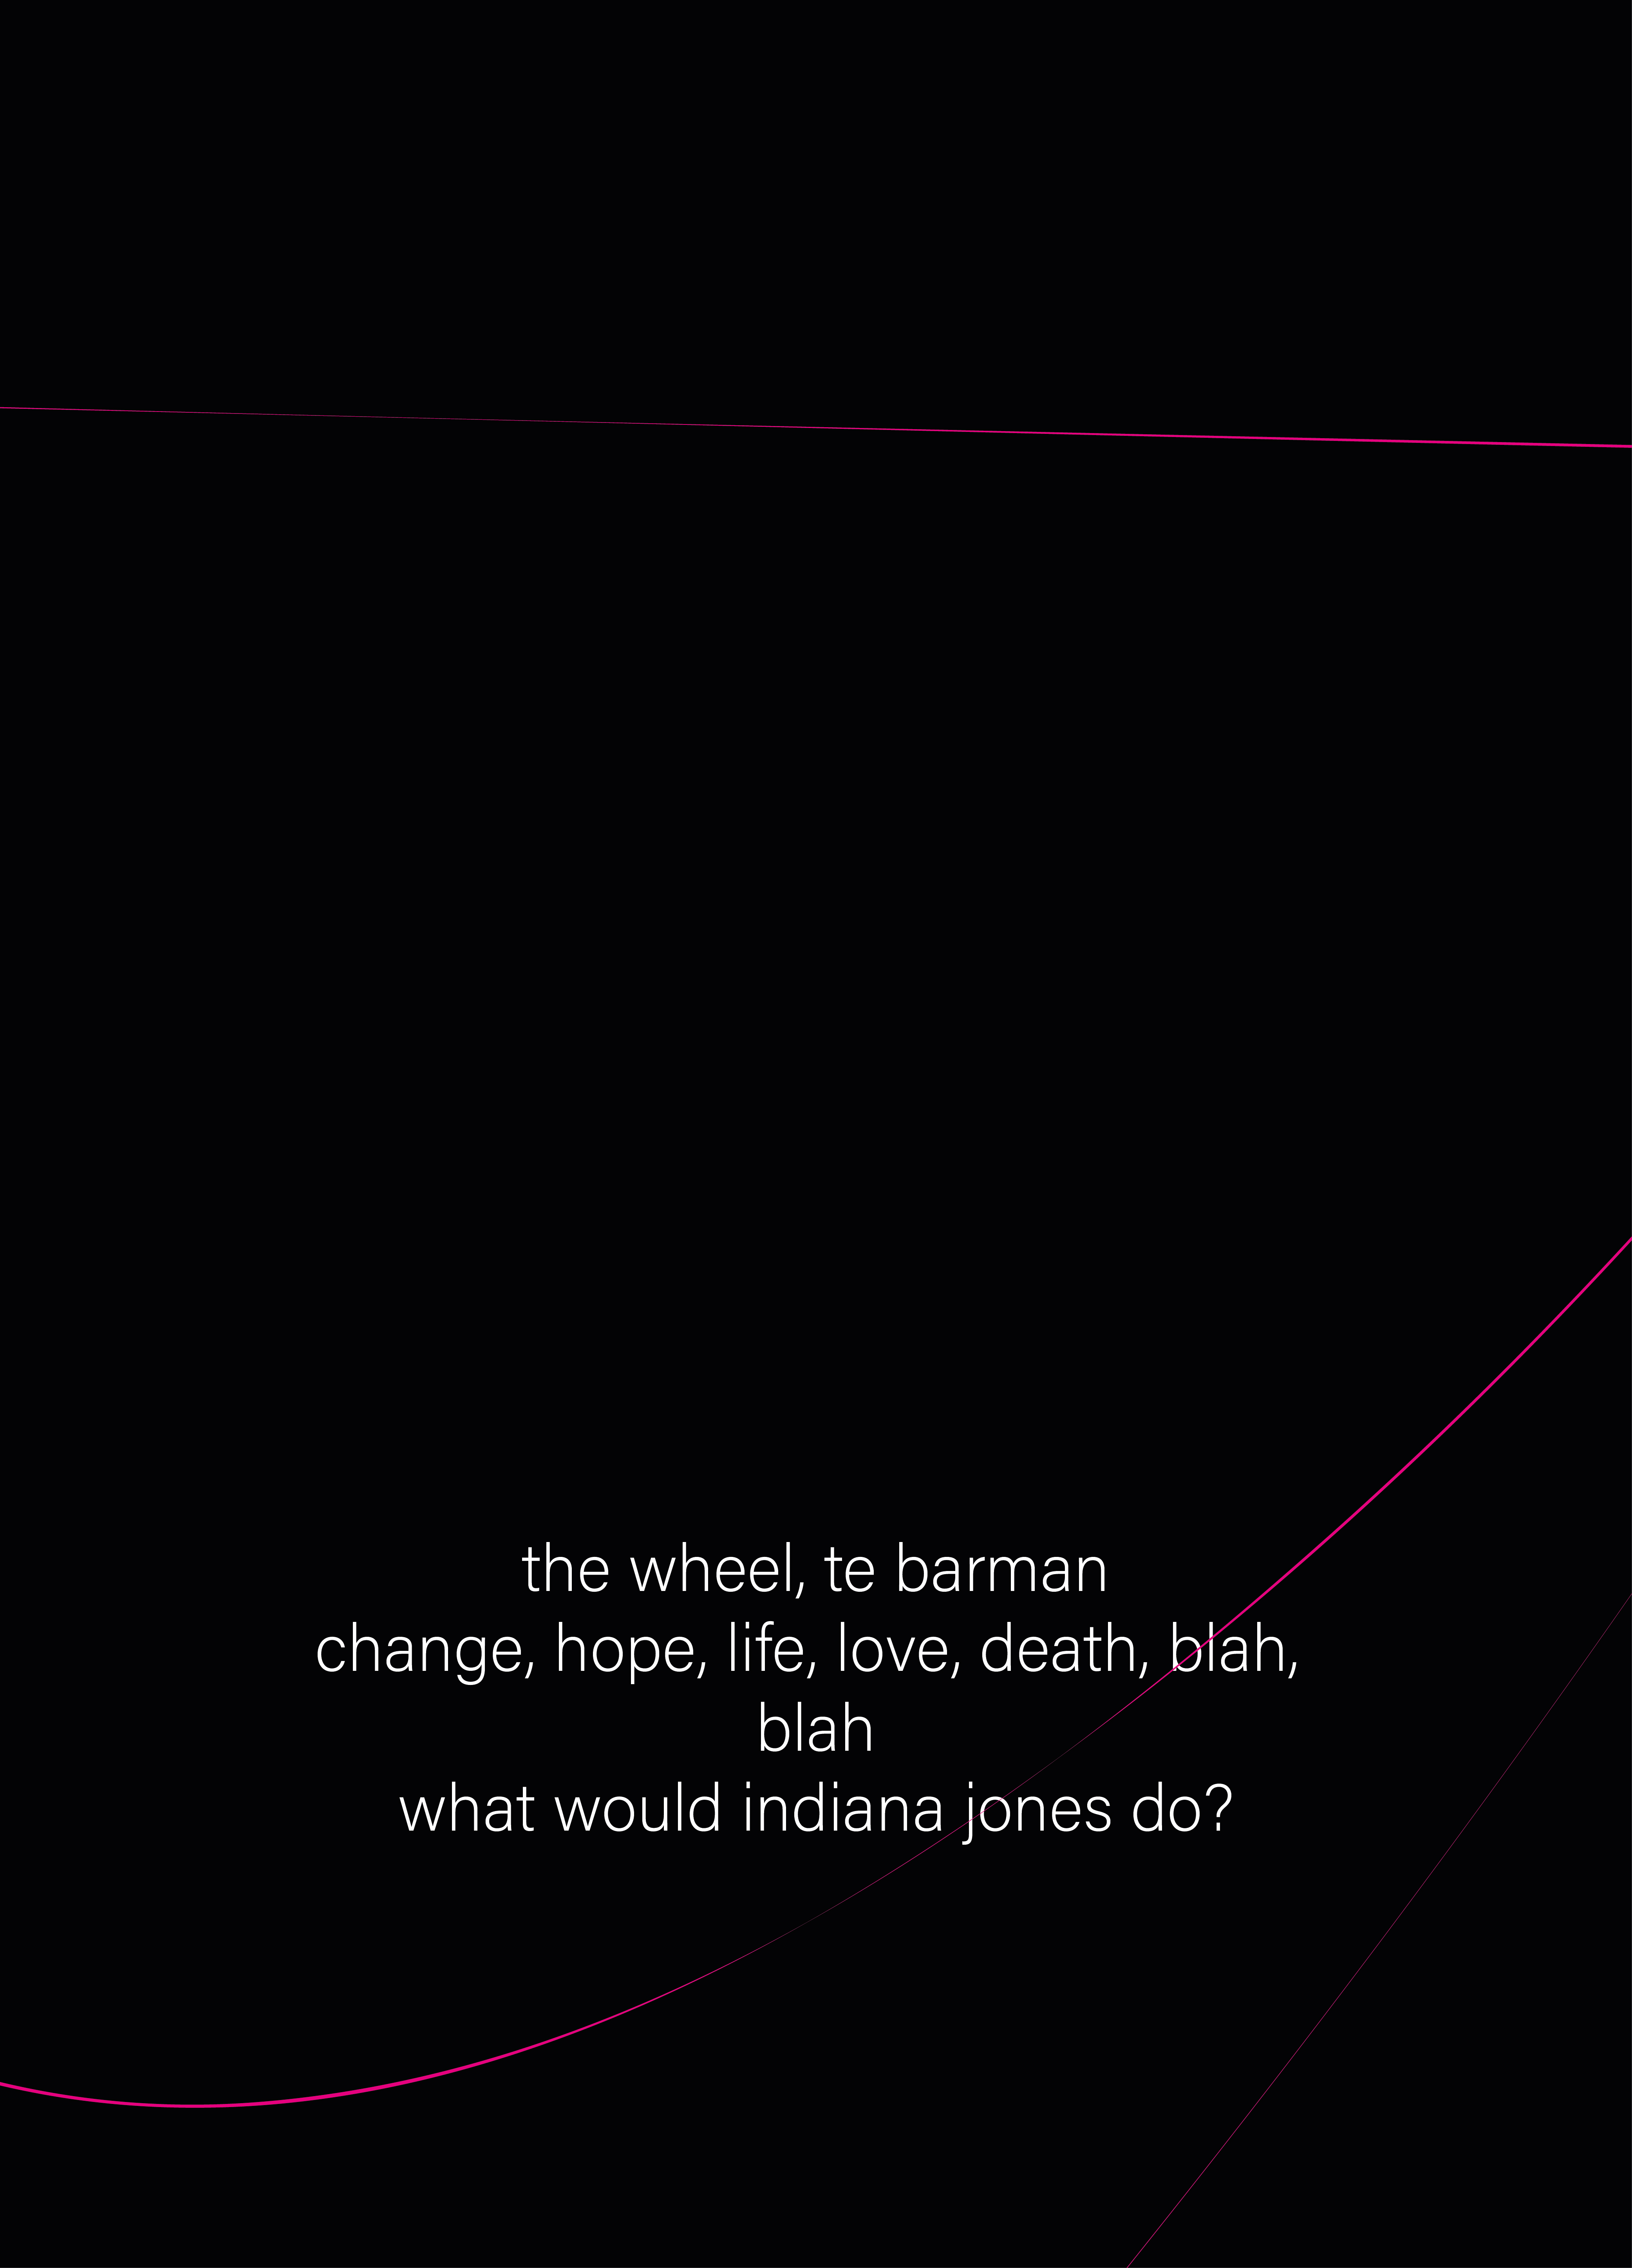 the wheel, te barman
change, hope, life, love, death, blah,
blah
what would indiana jones do?